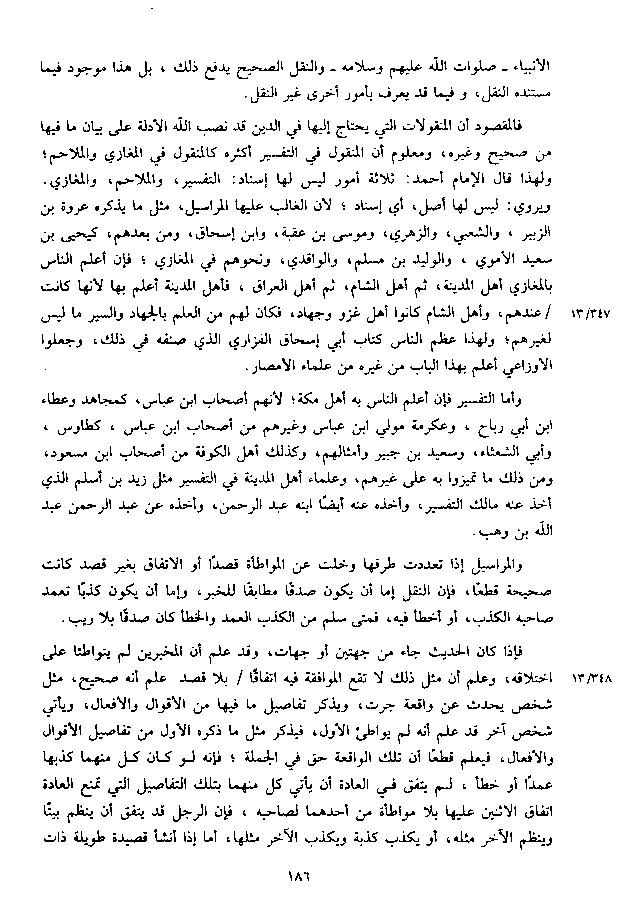 الأنبياء ـ صلوات الله عليهم وسلامه ـ والنقل الصحيح يدفع ذلك ، بل هذا موجود فيما
مستنده النقل، و فيما قد يعرف بأمور أخرى غير النقل.
فالمقصود أن المنقولات التي يحتاج إليها في الدين قد نصب الله الأدلة على بيان ما فيها
من صحيح وغيره، ومعلوم أن المنقول في التفسير أكثره كالمنقول في المغازي والملاحم؛
ولهذا قال الإمام أحمد: ثلاثة أمور ليس لها إسناد: التفسير، والملاحم، والمغازي.
ويروي: ليس لها أصل، أي إسناد ؛ لأن الغالب عليها المراسيل، مثل ما يذكره عروة بن
الزبير ، والشعبي، والزهري، وموسى بن عقبة، وابن إسحاق، ومن بعدهم، كيحيى بن
سعيد الأموي ، والوليد بن مسلم، والواقدي، ونحوهم في المغازي ؛ فإن أعلم الناس
بالمغازي أهل المدينة، ثم أهل الشام، ثم أهل العراق ، فأهل المدينة أعلم بها لأنها كانت
/ عندهم، وأهل الشام كانوا أهل غزو وجهاد، فكان لهم من العلم بالجهاد والسير ما ليس ١٣/٣٤٧
لغيرهم؛ ولهذا عظم الناس كتاب أبي إسحاق الفزاري الذي صنفه في ذلك، وجعلوا
الأوزاعي أعلم بهذا الباب من غيره من علماء الأمصار.
وأما التفسير فإن أعلم الناس به أهل مكة؛ لأنهم أصحاب ابن عباس، كمجاهد وعطاء
ابن أبي رباح ، وعكرمة مولي ابن عباس وغيرهم من أصحاب ابن عباس ، كطاوس ،
وأبي الشعثاء، وسعيد بن جبير وأمثالهم، وكذلك أهل الكوفة من أصحاب ابن مسعود،
ومن ذلك ما تميزوا به على غيرهم، وعلماء أهل المدينة في التفسير مثل زيد بن أسلم الذي
أخذ عنه مالك التفسير، وأخذه عنه أيضًا ابنه عبد الرحمن، وأخذه عن عبد الرحمن عبد
الله بن وهب.
والمراسيل إذا تعددت طرقها وخلت عن المواطأة قصدًا أو الاتفاق بغير قصد كانت
صحيحة قطعًا، فإن النقل إما أن يكون صدقًا مطابقًا للخبر، وإما أن يكون كذبًا تعمد
صاحبه الكذب، أو أخطأ فيه، فمتى سلم من الكذب العمد والخطأ كان صدقًا بلا ريب.
فإذا كان الحديث جاء من جهتين أو جهات، وقد علم أن المخبرين لم يتواطئا على
اختلاقه، وعلم أن مثل ذلك لا تقع الموافقة فيه اتفاقًا / بلا قصد علم أنه صحيح، مثل ١٣/٣٤٨
شخص يحدث عن واقعة جرت، ويذكر تفاصيل ما فيها من الأقوال والأفعال، ويأتي
شخص آخر قد علم أنه لم يواطئ الأول، فيذكر مثل ما ذكره الأول من تفاصيل الأقوال
والأفعال، فيعلم قطعًا أن تلك الواقعة حق في الجملة ؛ فإنه لو كان كل منهما كذبها
عمدًا أو خطأ ، لم يتفق في العادة أن يأتي كل منهما بتلك التفاصيل التي تمنع العادة
اتفاق الاثنين عليها بلا مواطأة من أحدهما لصاحبه ، فإن الرجل قد يتفق أن ينظم بيتًا
وينظم الآخر مثله، أو يكذب كذبة ويكذب الآخر مثلها، أما إذا أنشأ قصيدة طويلة ذات
١٨٦